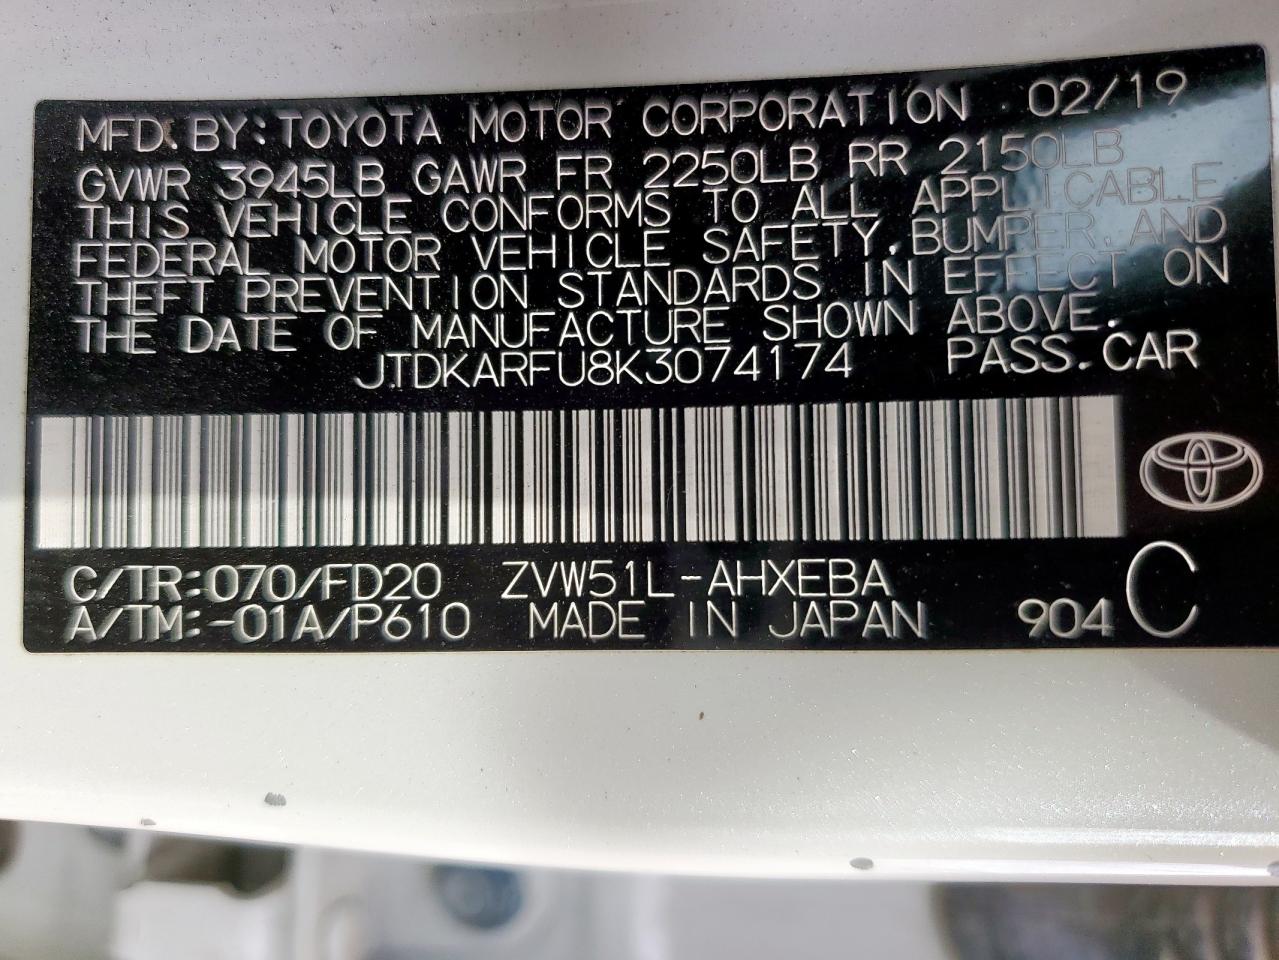 MFD.BY:TOYOTA MOTOR CORPORATION 02/19
GVWR 3945LB GAWR FR 2250LB RR 2150LB
THIS VEHICLE CONFORMS TO ALL APPLICABLE
FEDERAL MOTOR VEHICLE SAFETY,BUMPER,AND
THEFT PREVENTION STANDARDS IN EFFECT ON
THE DATE OF MANUFACTURE SHOWN ABOVE.
JTDKARFU8K3074174 PASS.CAR
C/TR:070/FD20 ZVW51L-AHXEBA
A/TM:-01A/P610 MADE IN JAPAN 904 C